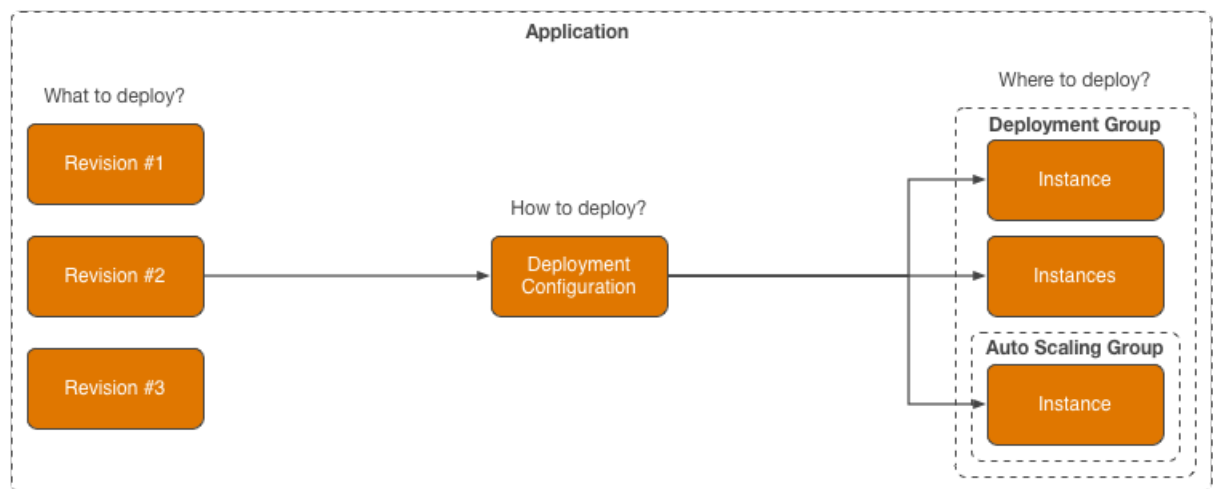 Application
What to deploy?
Revision #1
Revision #2
Revision #3
How to deploy?
Deployment
Configuration
Where to deploy?
Deployment Group
Instance
Instances
Auto Scaling Group
Instance